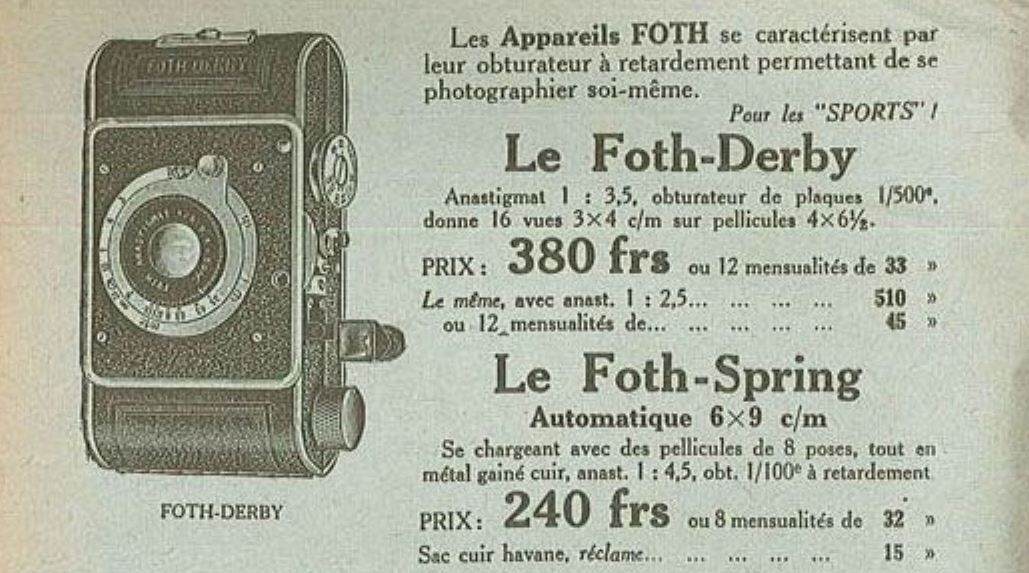 FOTH-DERBY
Les Appareils FOTH se caractérisent par
leur obturateur à retardement permettant de se
photographier soi-même.
Pour les "SPORTS" !
Le Foth-Derby
Anastigmat 1 : 3,5, obturateur de plaques 1/500e,
donne 16 vues 3×4 c/m sur pellicules 4×6½.
PRIX : 380 frs ou 12 mensualités de 33 »
Le même, avec anast. 1 : 2,5... ... ... ... 510 »
ou 12 mensualités de... ... ... ... ... 45 »
Le Foth-Spring
Automatique 6×9 c/m
Se chargeant avec des pellicules de 8 poses, tout en
métal gainé cuir, anast. 1 : 4,5, obt. 1/100e à retardement
PRIX : 240 frs ou 8 mensualités de 32 »
Sac cuir havane, réclame... ... ... ... ... 15 »
FOTH-DERBY